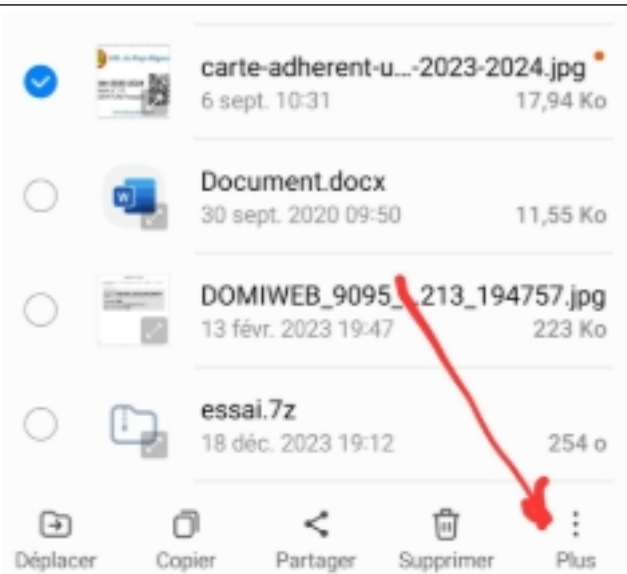 carte-adherent-u...-2023-2024.jpg
6 sept. 10:31 17,94 Ko
Document.docx
30 sept. 2020 09:50 11,55 Ko
DOMIWEB_9095_...213_194757.jpg
13 févr. 2023 19:47 223 Ko
essai.7z
18 déc. 2023 19:12 254 o
Déplacer Copier Partager Supprimer Plus